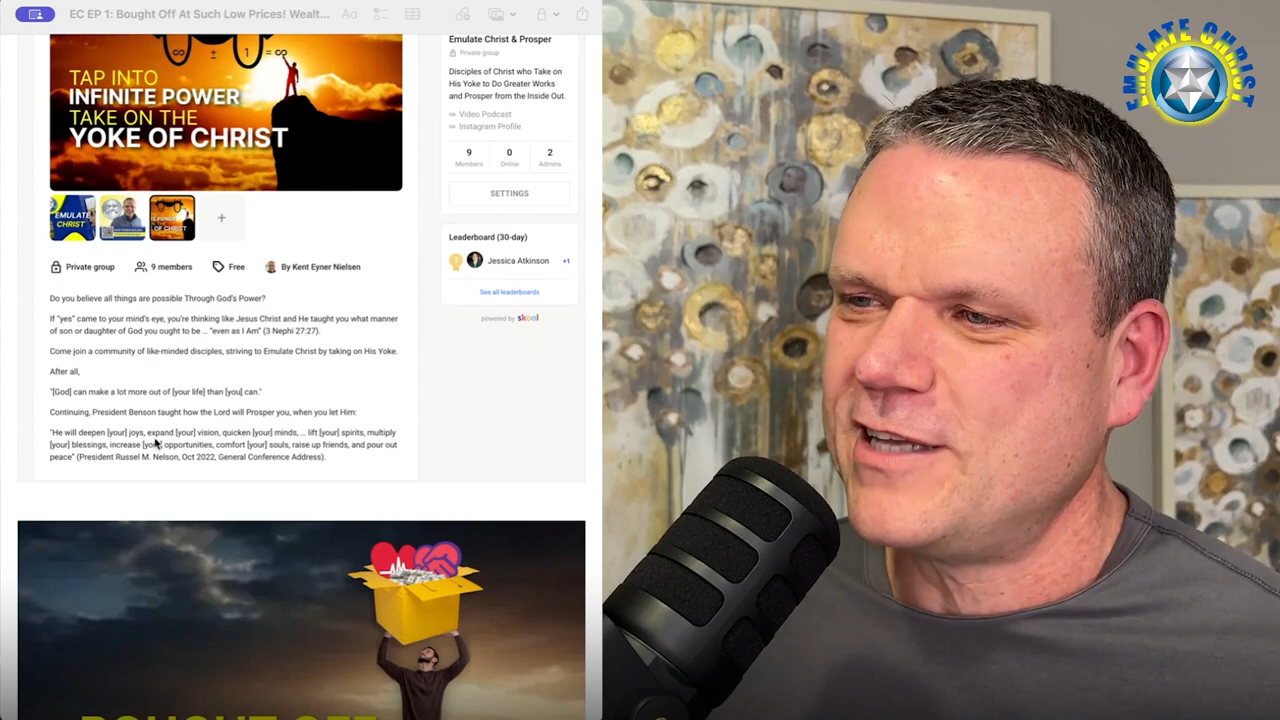 EC EP 1: Bought Off At Such Low Prices! Wealt...
Aa
∞ ± 1 = ∞
TAP INTO
INFINITE POWER
TAKE ON THE
YOKE OF CHRIST
EMULATE
CHRIST
+
Private group
9 members
Free
By Kent Eyner Nielsen
Do you believe all things are possible Through God's Power?
If "yes" came to your mind's eye, you're thinking like Jesus Christ and He taught you what manner
of son or daughter of God you ought to be ... "even as I Am" (3 Nephi 27:27).
Come join a community of like-minded disciples, striving to Emulate Christ by taking on His Yoke.
After all,
"[God] can make a lot more out of [your life] than [you] can."
Continuing, President Benson taught how the Lord will Prosper you, when you let Him:
"He will deepen [your] joys, expand [your] vision, quicken [your] minds, ... lift [your] spirits, multiply
[your] blessings, increase [your] opportunities, comfort [your] souls, raise up friends, and pour out
peace" (President Russel M. Nelson, Oct 2022, General Conference Address).
Emulate Christ & Prosper
Private group
Disciples of Christ who Take on
His Yoke to Do Greater Works
and Prosper from the Inside Out.
Video Podcast
Instagram Profile
9 0 2
Members Online Admins
SETTINGS
Leaderboard (30-day)
1 Jessica Atkinson +1
See all leaderboards
powered by skool
BOUGHT OFF
EMULATE CHRIST